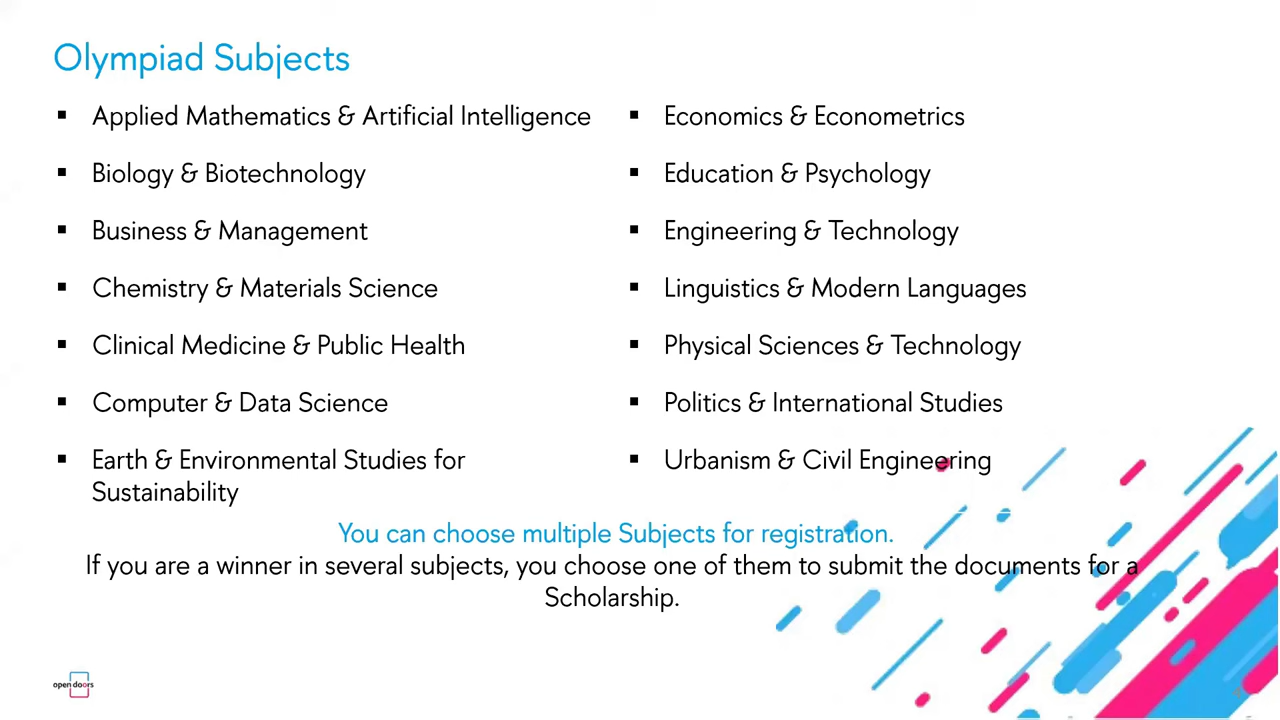 Olympiad Subjects
▪ Applied Mathematics & Artificial Intelligence
▪ Biology & Biotechnology
▪ Business & Management
▪ Chemistry & Materials Science
▪ Clinical Medicine & Public Health
▪ Computer & Data Science
▪ Earth & Environmental Studies for
Sustainability
▪ Economics & Econometrics
▪ Education & Psychology
▪ Engineering & Technology
▪ Linguistics & Modern Languages
▪ Physical Sciences & Technology
▪ Politics & International Studies
▪ Urbanism & Civil Engineering
You can choose multiple Subjects for registration.
If you are a winner in several subjects, you choose one of them to submit the documents for a
Scholarship.
open doors